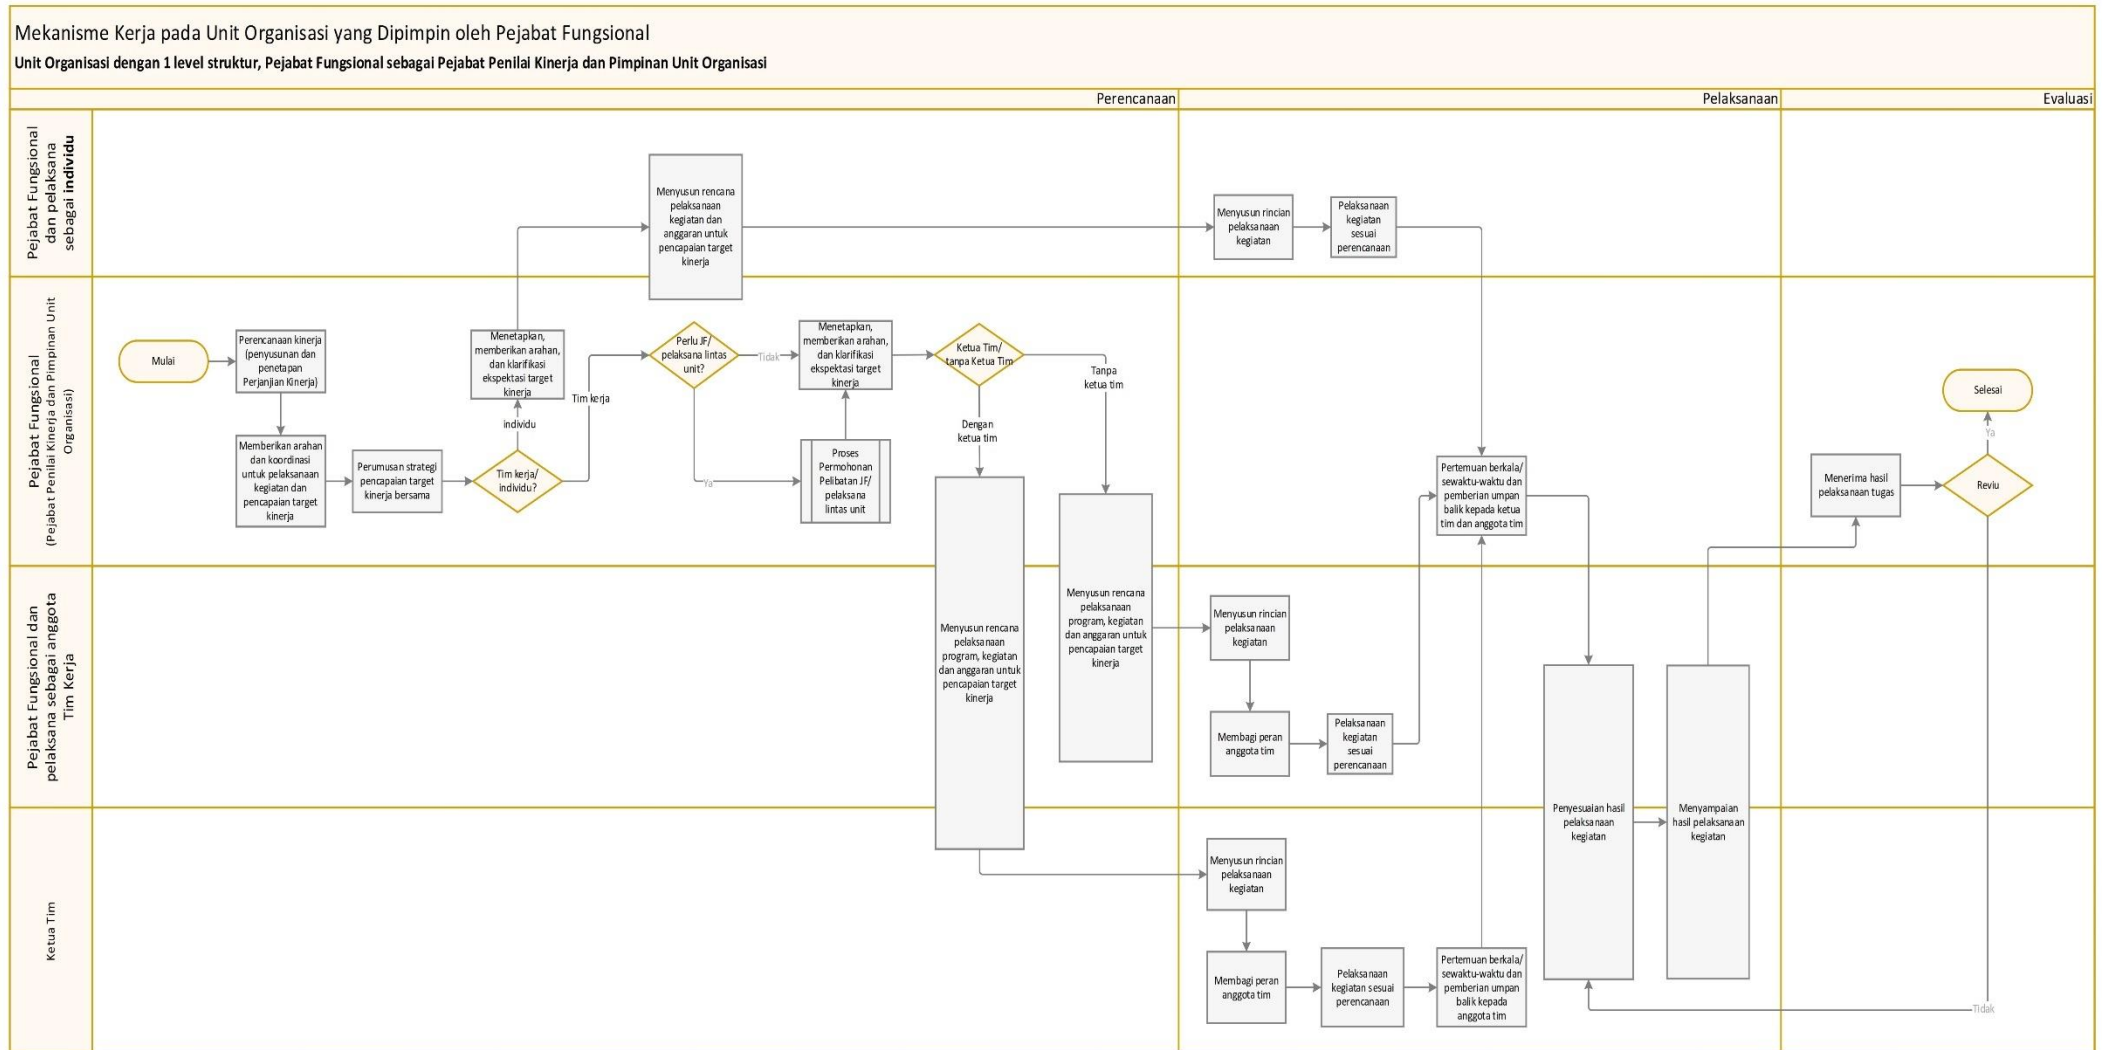 Mekanisme Kerja pada Unit Organisasi yang Dipimpin oleh Pejabat Fungsional
Unit Organisasi dengan 1 level struktur, Pejabat Fungsional sebagai Pejabat Penilai Kinerja dan Pimpinan Unit Organisasi
Perencanaan
Pelaksanaan
Evaluasi
Pejabat Fungsional
dan pelaksana
sebagai individu
Menyusun rencana
pelaksanaan
kegiatan dan
anggaran untuk
pencapaian target
kinerja
Menyusun rincian
pelaksanaan
kegiatan
Pelaksanaan
kegiatan
sesuai
perencanaan
Pejabat Fungsional
(Pejabat Penilai Kinerja dan Pimpinan Unit
Organisasi)
Mulai
Perencanaan kinerja
(penyusunan dan
penetapan
Perjanjian Kinerja)
Memberikan arahan
dan koordinasi
untuk pelaksanaan
kegiatan dan
pencapaian target
kinerja
Perumusan strategi
pencapaian target
kinerja bersama
Tim kerja/
individu?
individu
Menetapkan,
memberikan arahan,
dan klarifikasi
ekspektasi target
kinerja
Tim kerja
Perlu JF/
pelaksana lintas
unit?
Tidak
Ya
Proses
Permohonan
Pelibatan JF/
pelaksana
lintas unit
Menetapkan,
memberikan arahan,
dan klarifikasi
ekspektasi target
kinerja
Ketua Tim/
tanpa Ketua Tim
Dengan
ketua tim
Tanpa
ketua tim
Pertemuan berkala/
sewaktu-waktu dan
pemberian umpan
balik kepada ketua
tim dan anggota tim
Menerima hasil
pelaksanaan tugas
Reviu
Ya
Selesai
Pejabat Fungsional dan
pelaksana sebagai anggota
Tim Kerja
Menyusun rencana
pelaksanaan
program, kegiatan
dan anggaran untuk
pencapaian target
kinerja
Menyusun rencana
pelaksanaan
program, kegiatan
dan anggaran untuk
pencapaian target
kinerja
Menyusun rincian
pelaksanaan
kegiatan
Membagi peran
anggota tim
Pelaksanaan
kegiatan
sesuai
perencanaan
Penyesuaian hasil
pelaksanaan
kegiatan
Menyampaian
hasil pelaksanaan
kegiatan
Ketua Tim
Menyusun rincian
pelaksanaan
kegiatan
Membagi peran
anggota tim
Pelaksanaan
kegiatan sesuai
perencanaan
Pertemuan berkala/
sewaktu-waktu dan
pemberian umpan
balik kepada
anggota tim
Tidak